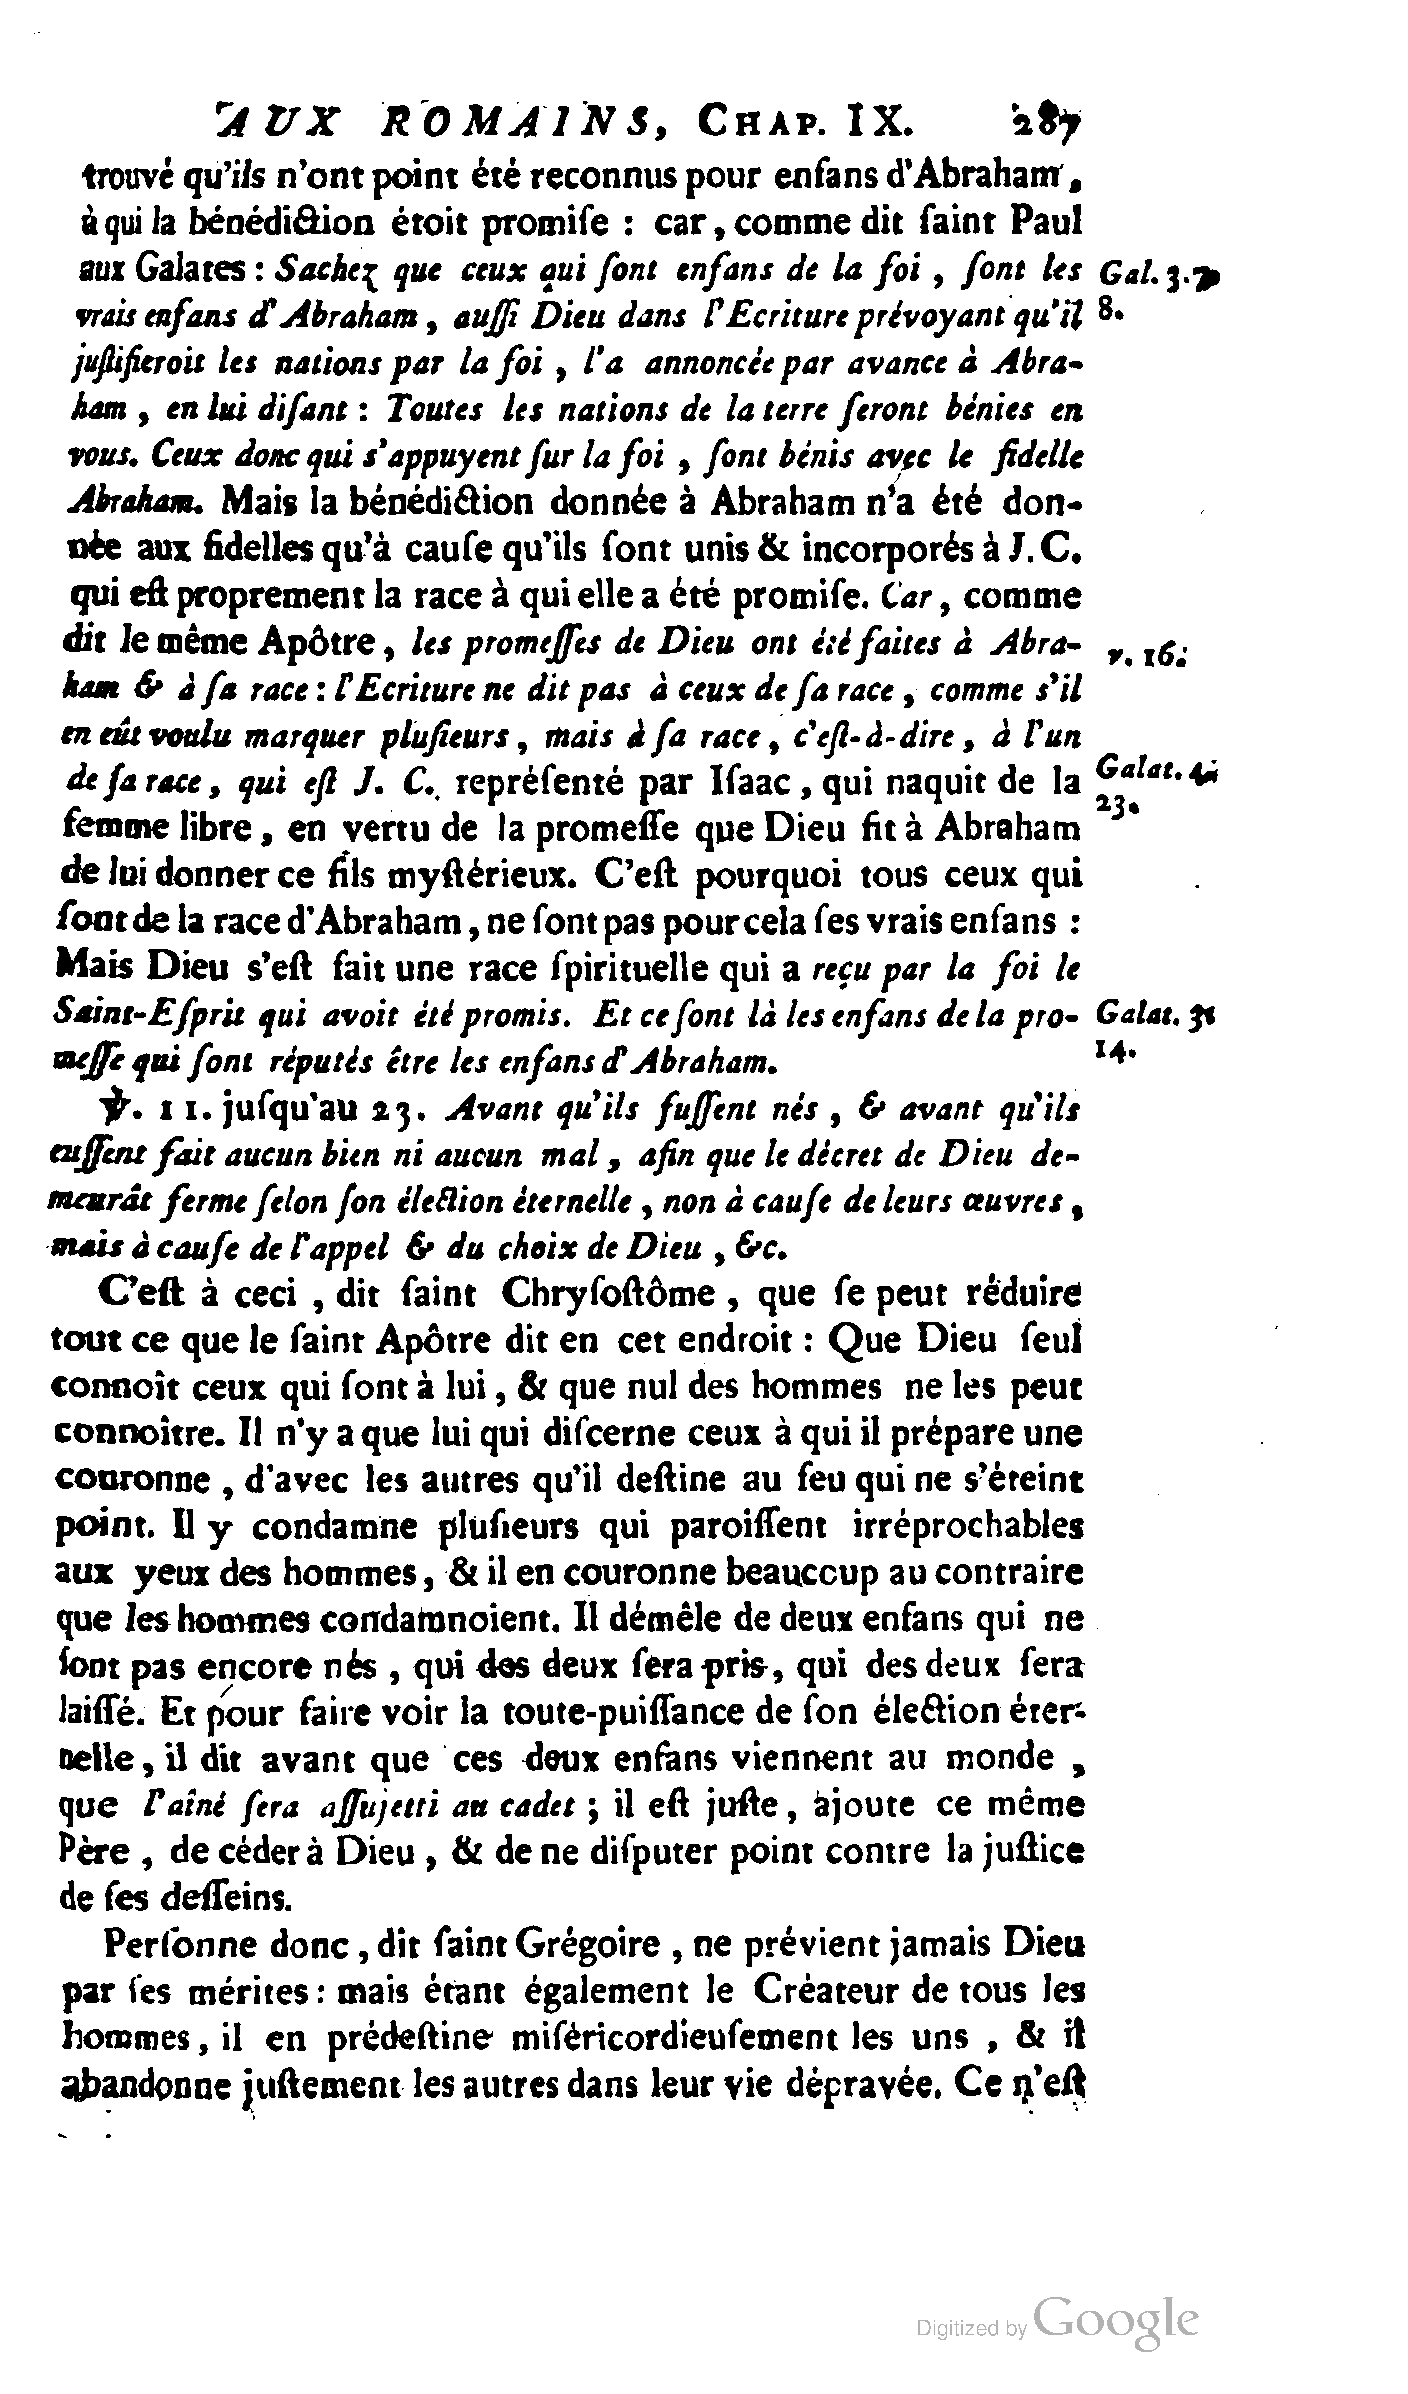 AUX ROMAINS, CHAP. IX. 287
trouvé qu'ils n'ont point été reconnus pour enfans d'Abraham,
à qui la bénédiction étoit promiſe : car, comme dit ſaint Paul
aux Galates : Sachez que ceux qui ſont enfans de la foi, ſont les
Gal. 3. 7
vrais enfans d'Abraham, auſſi Dieu dans l'Ecriture prévoyant qu'il
8.
juſtifieroit les nations par la foi, l'a annoncée par avance à Abra-
ham, en lui diſant : Toutes les nations de la terre ſeront bénies en
vous. Ceux donc qui s'appuyent ſur la foi, ſont bénis avec le fidelle
Abraham. Mais la bénédiction donnée à Abraham n'a été don-
née aux fidelles qu'à cauſe qu'ils ſont unis & incorporés à J. C.
qui eſt proprement la race à qui elle a été promiſe. Car, comme
dit le même Apôtre, les promeſſes de Dieu ont été faites à Abra-
v. 16.
ham & à ſa race : l'Ecriture ne dit pas à ceux de ſa race, comme s'il
en eût voulu marquer pluſieurs, mais à ſa race, c'eſt-à-dire, à l'un
de ſa race, qui eſt J. C. repréſenté par Iſaac, qui naquit de la
Galat. 4.
23.
femme libre, en vertu de la promeſſe que Dieu fit à Abraham
de lui donner ce fils myſtérieux. C'eſt pourquoi tous ceux qui
ſont de la race d'Abraham, ne ſont pas pour cela ſes vrais enfans :
Mais Dieu s'eſt fait une race ſpirituelle qui a reçu par la foi le
Saint-Eſprit qui avoit été promis. Et ce ſont là les enfans de la pro-
Galat. 3.
14.
meſſe qui ſont réputés être les enfans d'Abraham.
℣. 11. juſqu'au 23. Avant qu'ils fuſſent nés, & avant qu'ils
euſſent fait aucun bien ni aucun mal, afin que le décret de Dieu de-
meurât ferme ſelon ſon élection éternelle, non à cauſe de leurs œuvres,
mais à cauſe de l'appel & du choix de Dieu, &c.
C'eſt à ceci, dit ſaint Chryſoſtôme, que ſe peut réduire
tout ce que le ſaint Apôtre dit en cet endroit : Que Dieu ſeul
connoît ceux qui ſont à lui, & que nul des hommes ne les peut
connoître. Il n'y a que lui qui diſcerne ceux à qui il prépare une
couronne, d'avec les autres qu'il deſtine au feu qui ne s'éteint
point. Il y condamne pluſieurs qui paroiſſent irréprochables
aux yeux des hommes, & il en couronne beaucoup au contraire
que les hommes condamnoient. Il démêle de deux enfans qui ne
ſont pas encore nés, qui des deux ſera pris, qui des deux ſera
laiſſé. Et pour faire voir la toute-puiſſance de ſon élection éter-
nelle, il dit avant que ces deux enfans viennent au monde,
que l'aîné ſera aſſujetti au cadet ; il eſt juſte, ajoute ce même
Père, de céder à Dieu, & de ne diſputer point contre la juſtice
de ſes deſſeins.
Perſonne donc, dit ſaint Grégoire, ne prévient jamais Dieu
par ſes mérites : mais étant également le Créateur de tous les
hommes, il en prédeſtine miſéricordieuſement les uns, & il
abandonne juſtement les autres dans leur vie dépravée. Ce n'eſt
Digitized by Google